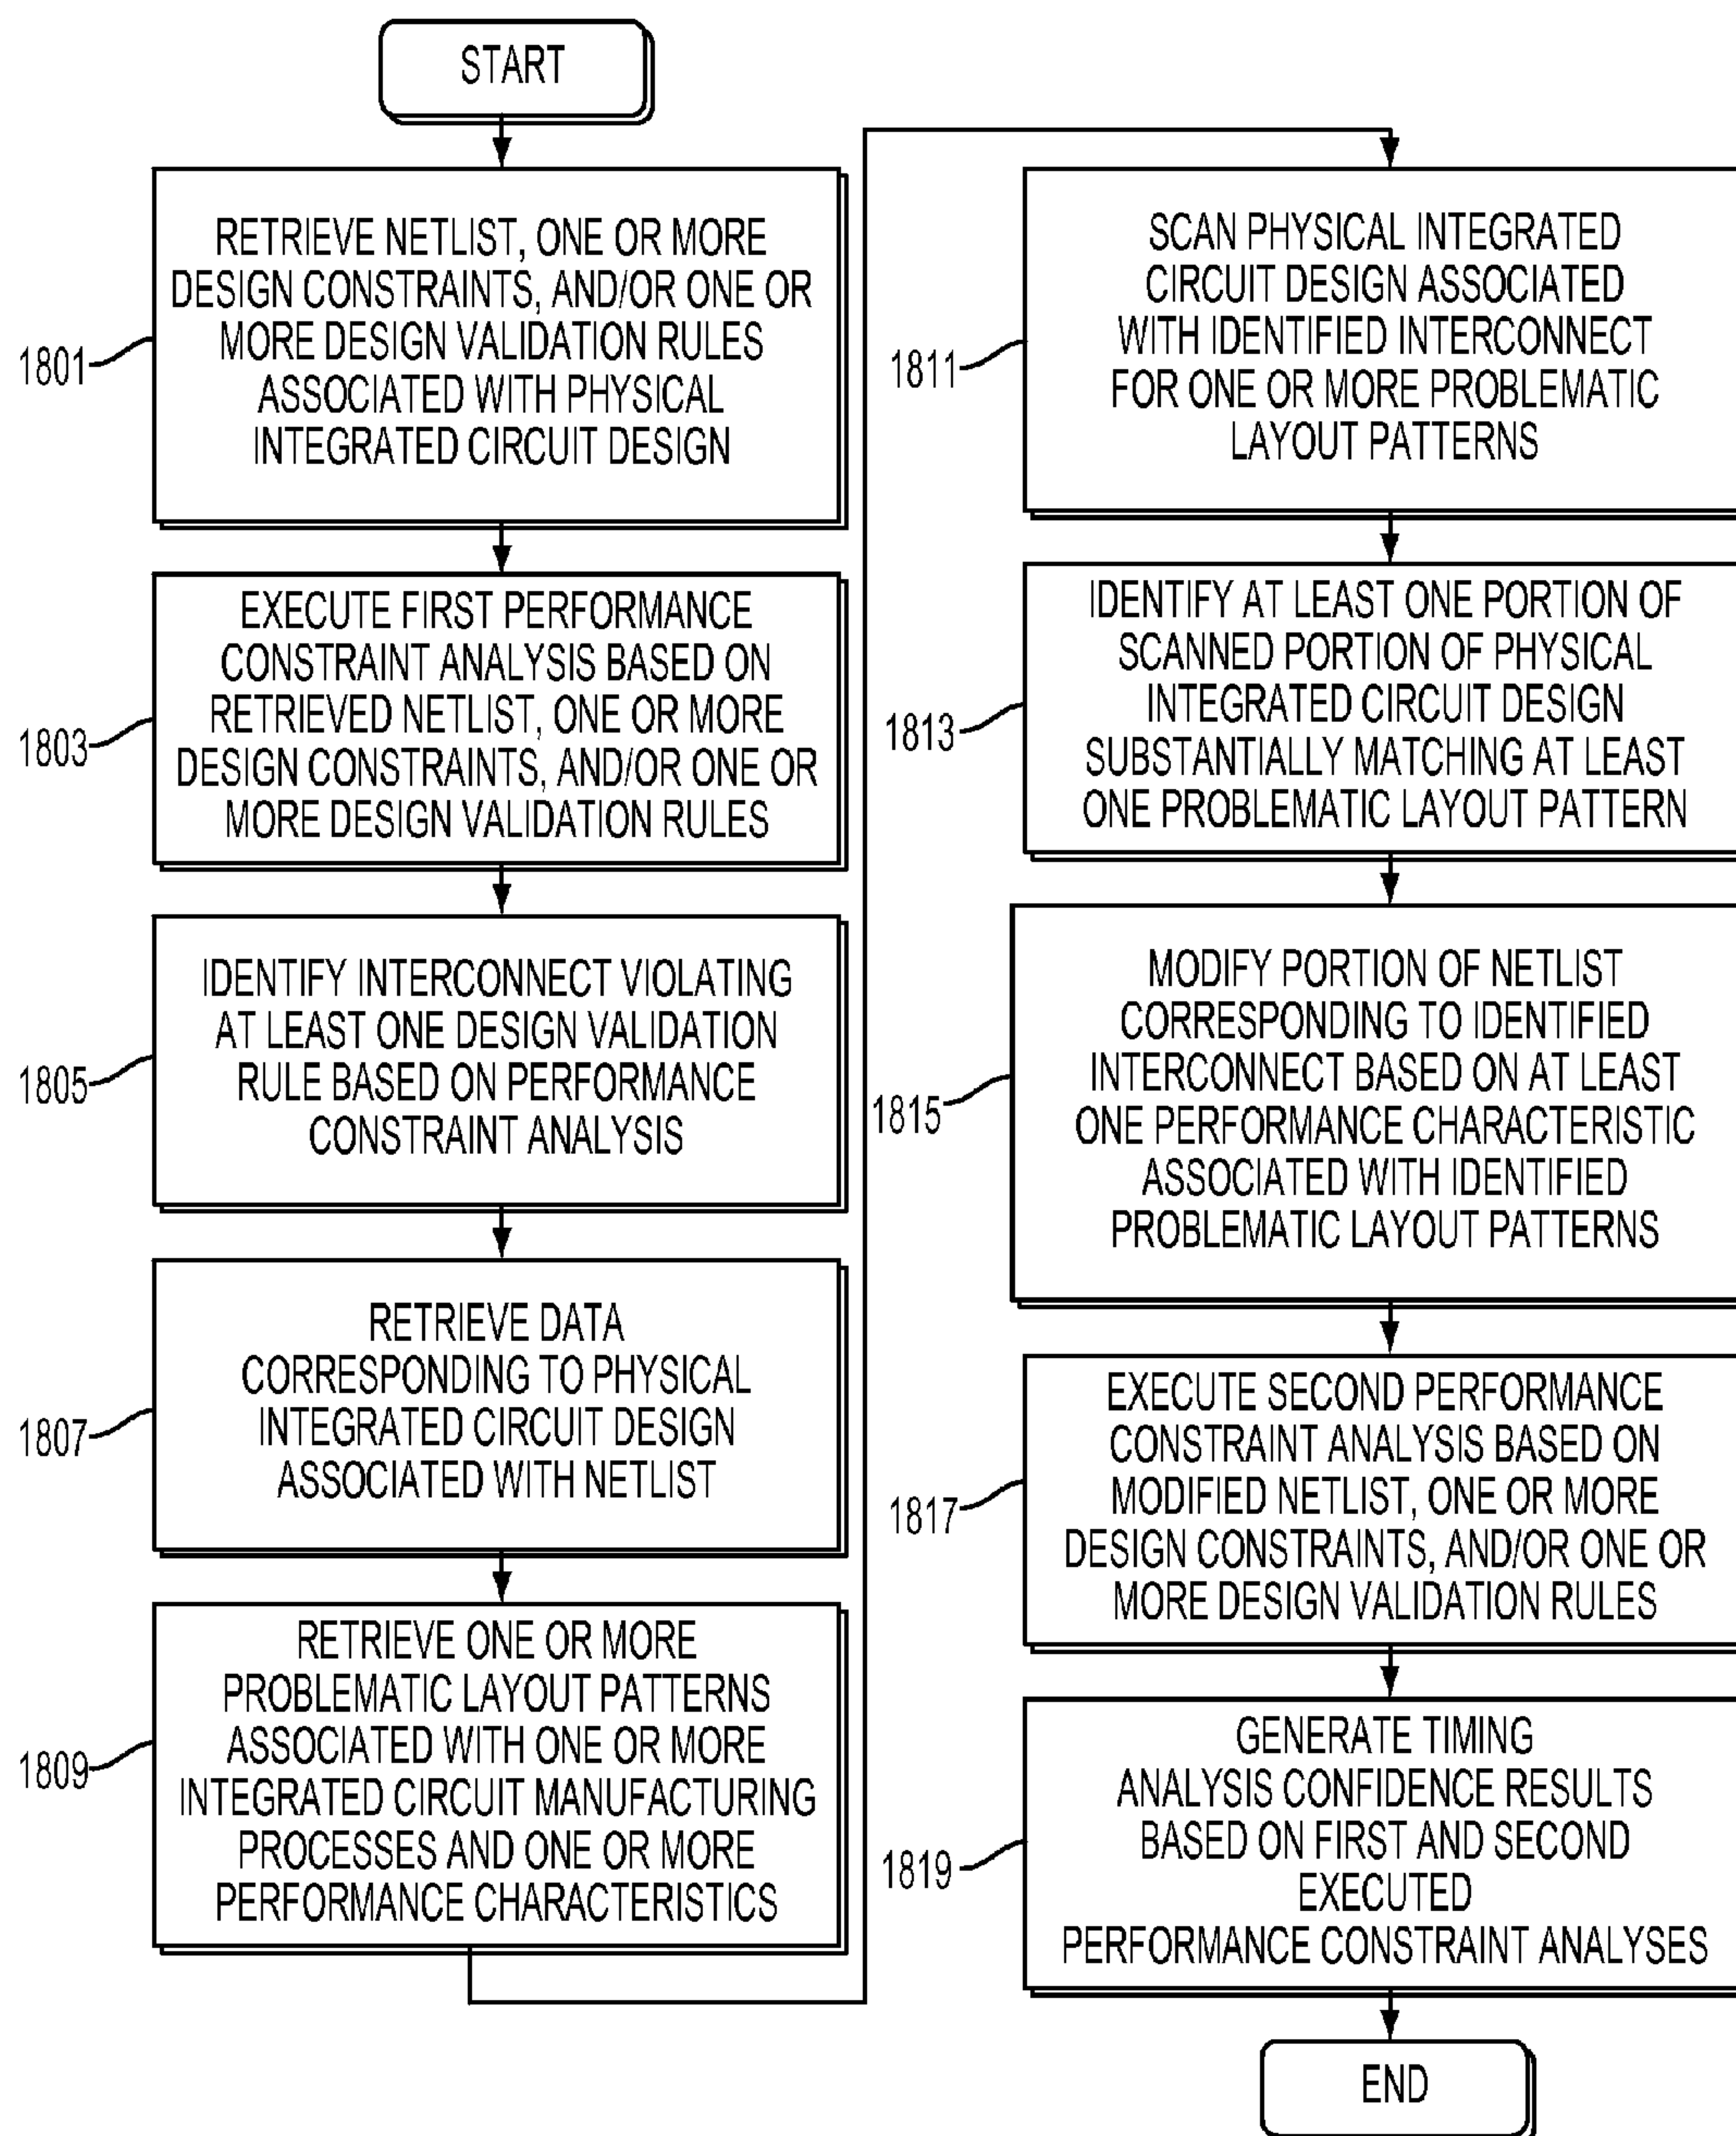 START
1801
RETRIEVE NETLIST, ONE OR MORE
DESIGN CONSTRAINTS, AND/OR ONE OR
MORE DESIGN VALIDATION RULES
ASSOCIATED WITH PHYSICAL
INTEGRATED CIRCUIT DESIGN
1803
EXECUTE FIRST PERFORMANCE
CONSTRAINT ANALYSIS BASED ON
RETRIEVED NETLIST, ONE OR MORE
DESIGN CONSTRAINTS, AND/OR ONE OR
MORE DESIGN VALIDATION RULES
1805
IDENTIFY INTERCONNECT VIOLATING
AT LEAST ONE DESIGN VALIDATION
RULE BASED ON PERFORMANCE
CONSTRAINT ANALYSIS
1807
RETRIEVE DATA
CORRESPONDING TO PHYSICAL
INTEGRATED CIRCUIT DESIGN
ASSOCIATED WITH NETLIST
1809
RETRIEVE ONE OR MORE
PROBLEMATIC LAYOUT PATTERNS
ASSOCIATED WITH ONE OR MORE
INTEGRATED CIRCUIT MANUFACTURING
PROCESSES AND ONE OR MORE
PERFORMANCE CHARACTERISTICS
1811
SCAN PHYSICAL INTEGRATED
CIRCUIT DESIGN ASSOCIATED
WITH IDENTIFIED INTERCONNECT
FOR ONE OR MORE PROBLEMATIC
LAYOUT PATTERNS
1813
IDENTIFY AT LEAST ONE PORTION OF
SCANNED PORTION OF PHYSICAL
INTEGRATED CIRCUIT DESIGN
SUBSTANTIALLY MATCHING AT LEAST
ONE PROBLEMATIC LAYOUT PATTERN
1815
MODIFY PORTION OF NETLIST
CORRESPONDING TO IDENTIFIED
INTERCONNECT BASED ON AT LEAST
ONE PERFORMANCE CHARACTERISTIC
ASSOCIATED WITH IDENTIFIED
PROBLEMATIC LAYOUT PATTERNS
1817
EXECUTE SECOND PERFORMANCE
CONSTRAINT ANALYSIS BASED ON
MODIFIED NETLIST, ONE OR MORE
DESIGN CONSTRAINTS, AND/OR ONE OR
MORE DESIGN VALIDATION RULES
1819
GENERATE TIMING
ANALYSIS CONFIDENCE RESULTS
BASED ON FIRST AND SECOND
EXECUTED
PERFORMANCE CONSTRAINT ANALYSES
END